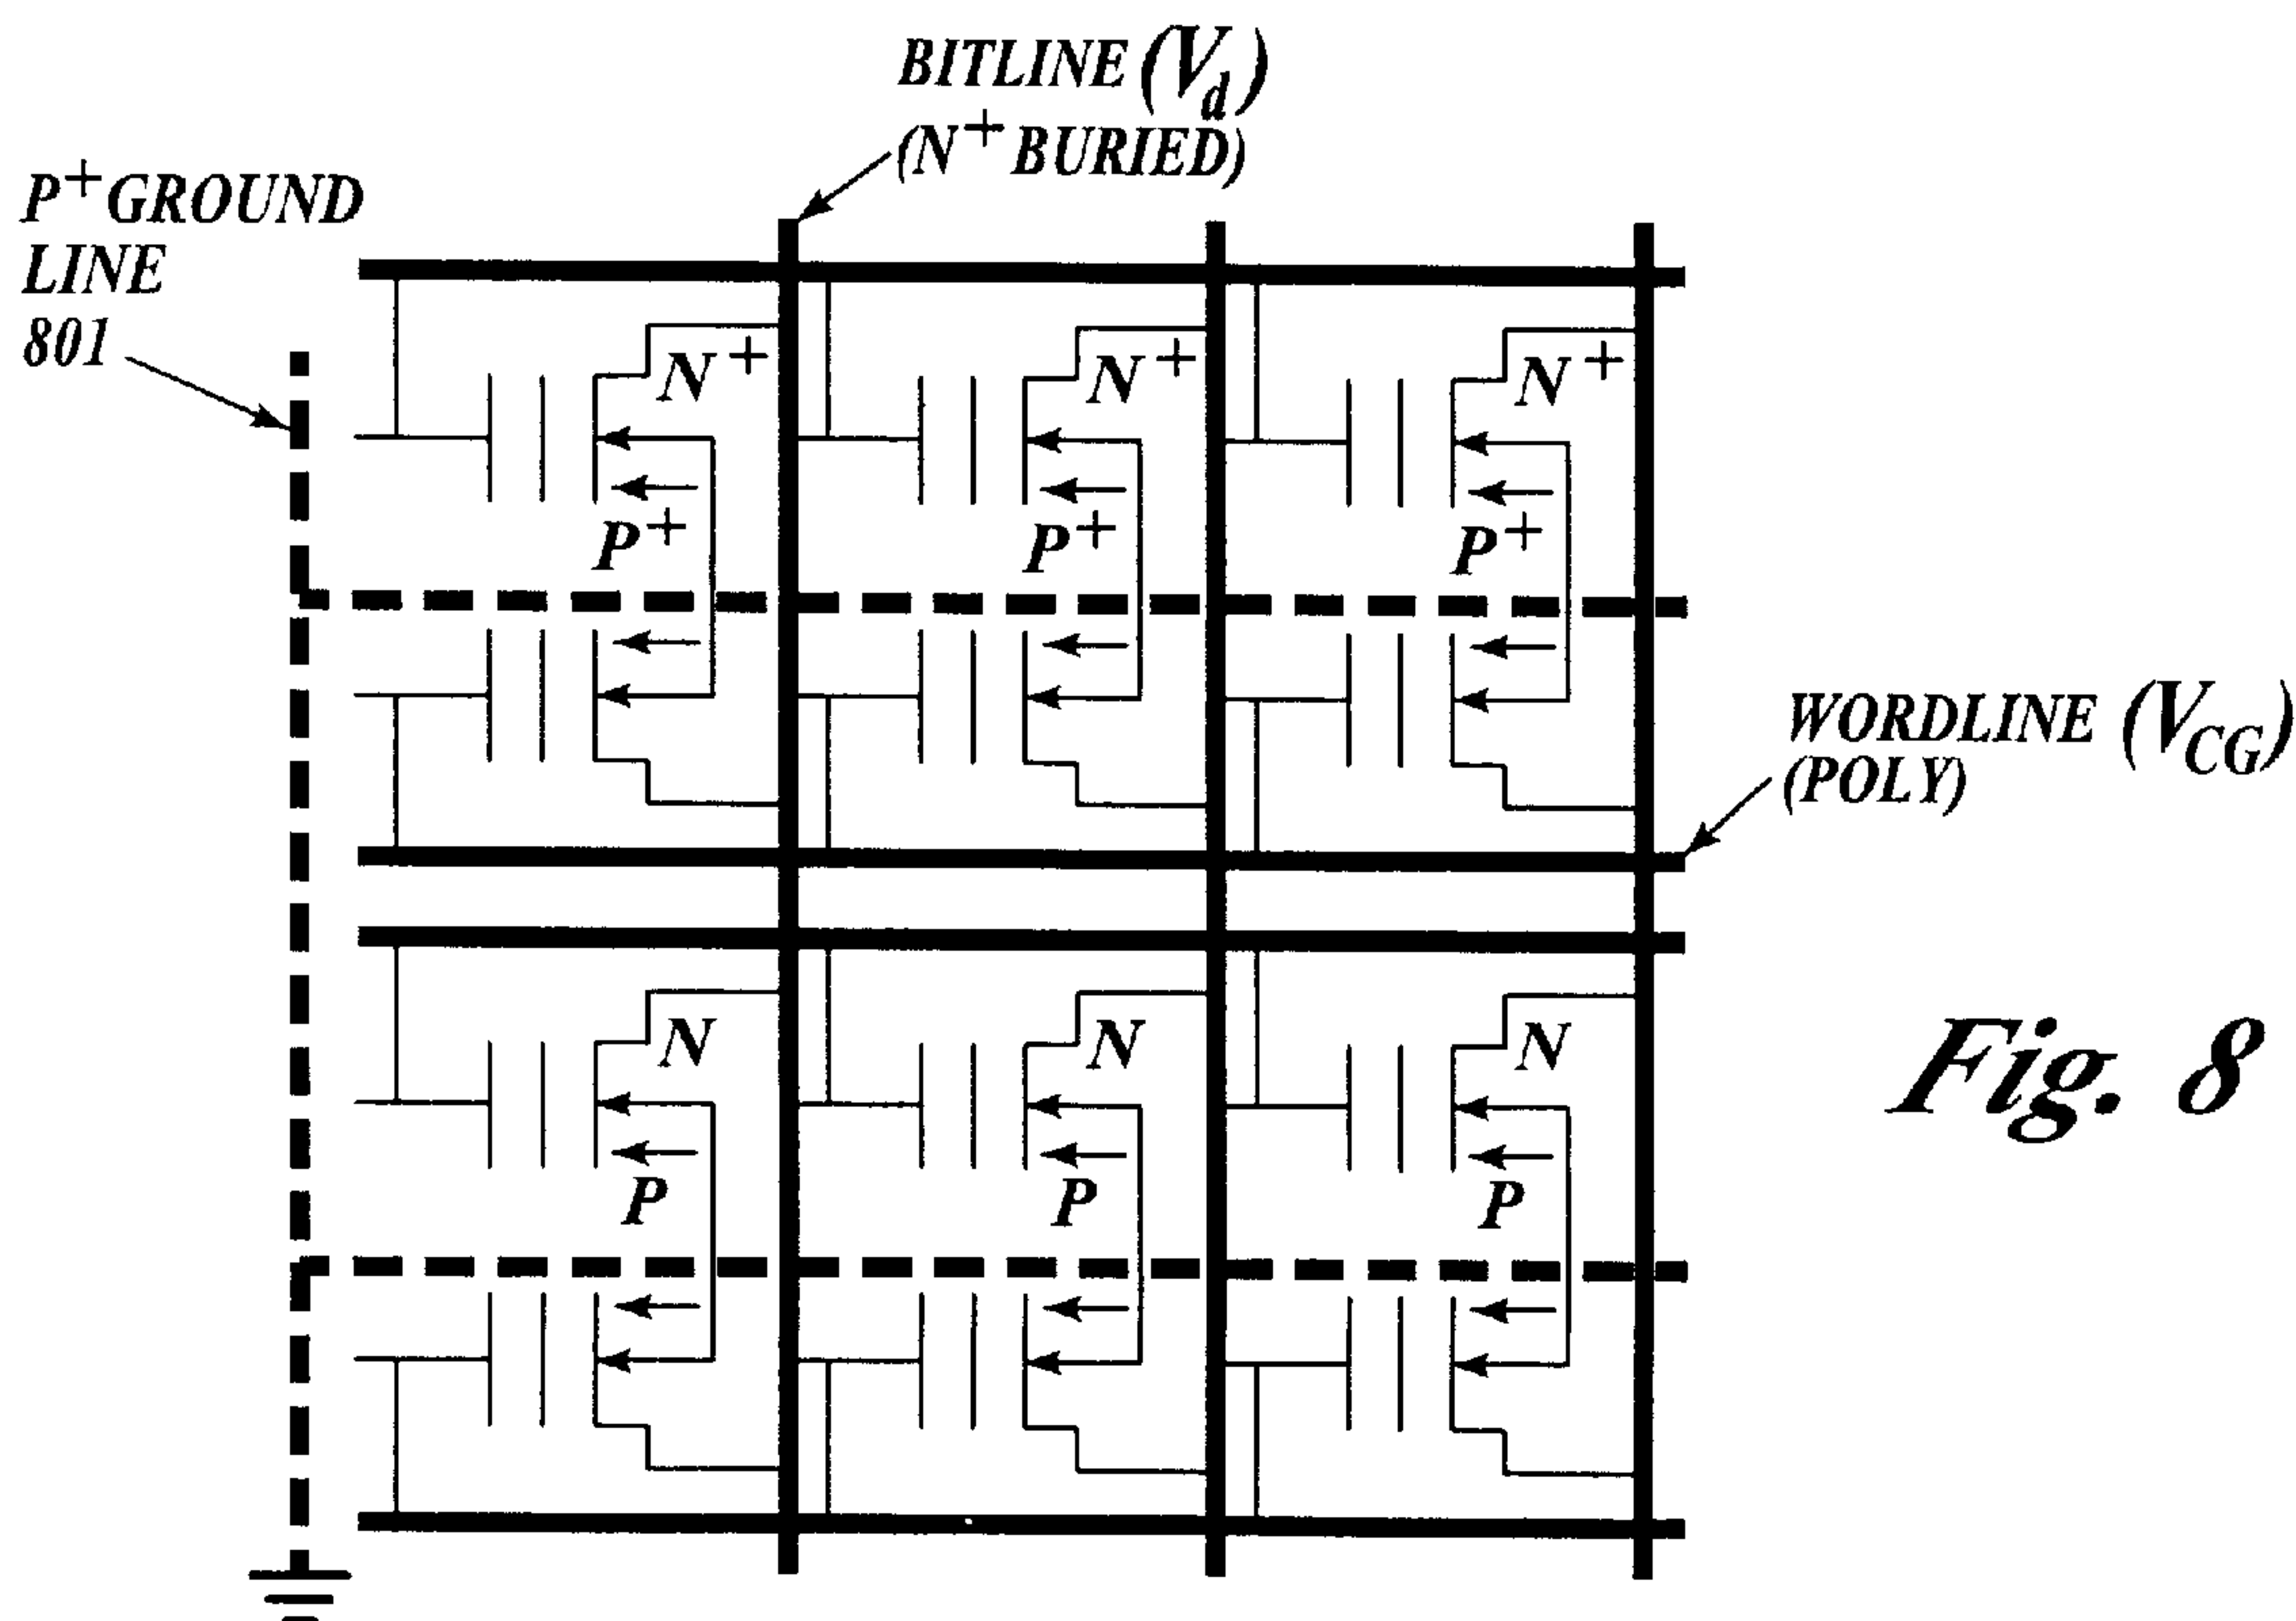 BITLINE (V_d)
(N⁺ BURIED)
P⁺ GROUND
LINE
801
N⁺ N⁺ N⁺
P⁺ P⁺ P⁺
WORDLINE (V_CG)
(POLY)
N N N
Fig. 8
P P P